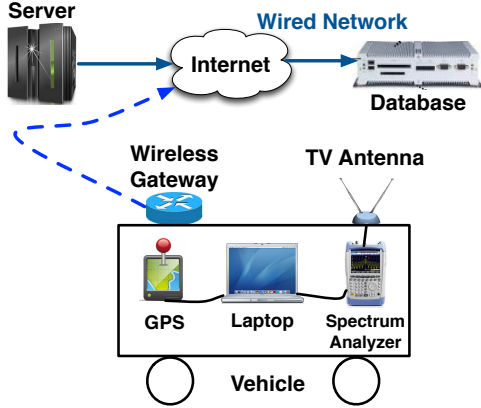 Server
Wired Network
Internet
Database
Wireless
Gateway
TV Antenna
GPS
Laptop
Spectrum
Analyzer
Vehicle